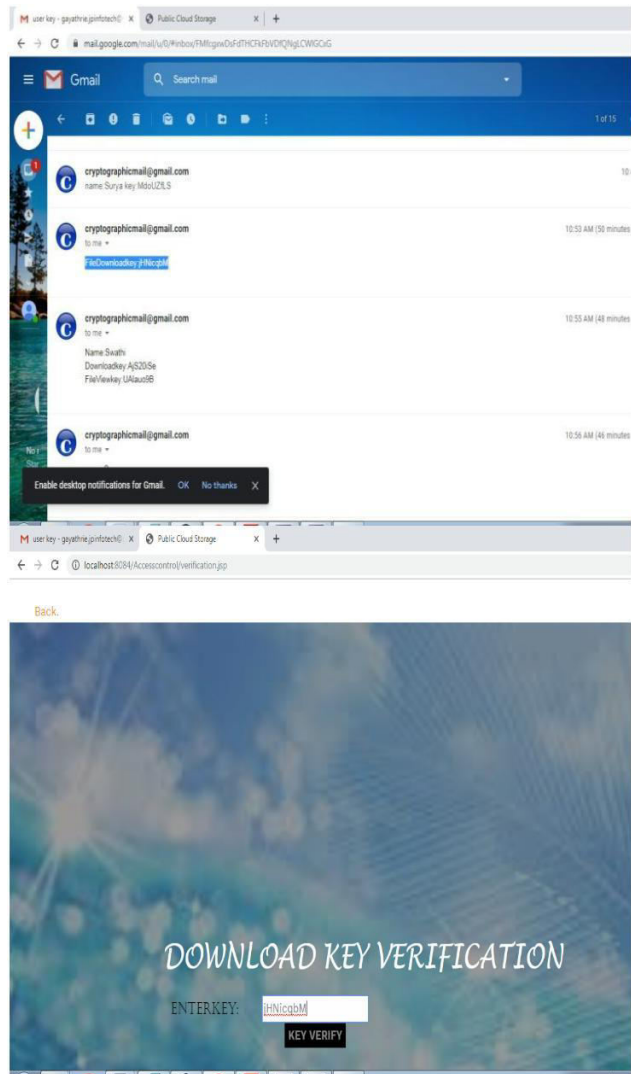 user key - gayathrie.jpinfotech@ x Public Cloud Storage x +
mail.google.com/mail/u/0/#inbox/
Gmail Search mail
1 of 15
cryptographicmail@gmail.com 10:
name:Surya key:MdoUZfLS
cryptographicmail@gmail.com 10:53 AM (50 minutes
to me
FileDownloadkey:jHNicqbM
cryptographicmail@gmail.com 10:55 AM (48 minutes
to me
Name:Swathi
Downloadkey:AjS20iSe
FileViewkey:UAlauo9B
cryptographicmail@gmail.com 10:56 AM (46 minutes
to me
Enable desktop notifications for Gmail. OK No thanks X
user key - gayathrie.jpinfotech@ x Public Cloud Storage x +
localhost:8084/Accesscontrol/verification.jsp
Back.
DOWNLOAD KEY VERIFICATION
ENTERKEY: jHNicqbM
KEY VERIFY